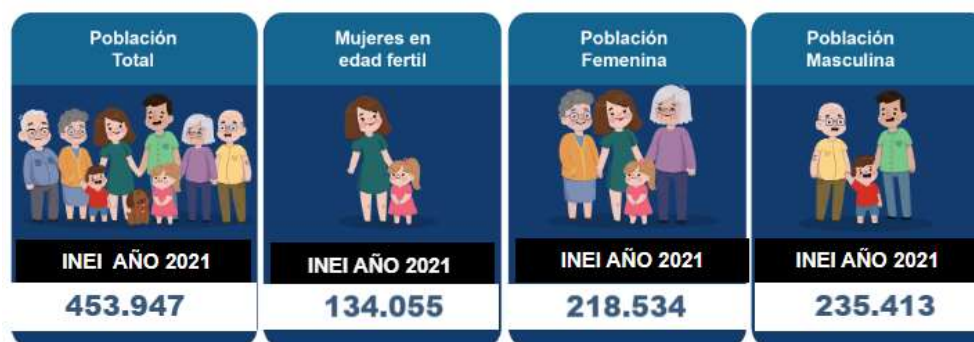 Población
Total
INEI AÑO 2021
453.947
Mujeres en
edad fertil
INEI AÑO 2021
134.055
Población
Femenina
INEI AÑO 2021
218.534
Población
Masculina
INEI AÑO 2021
235.413